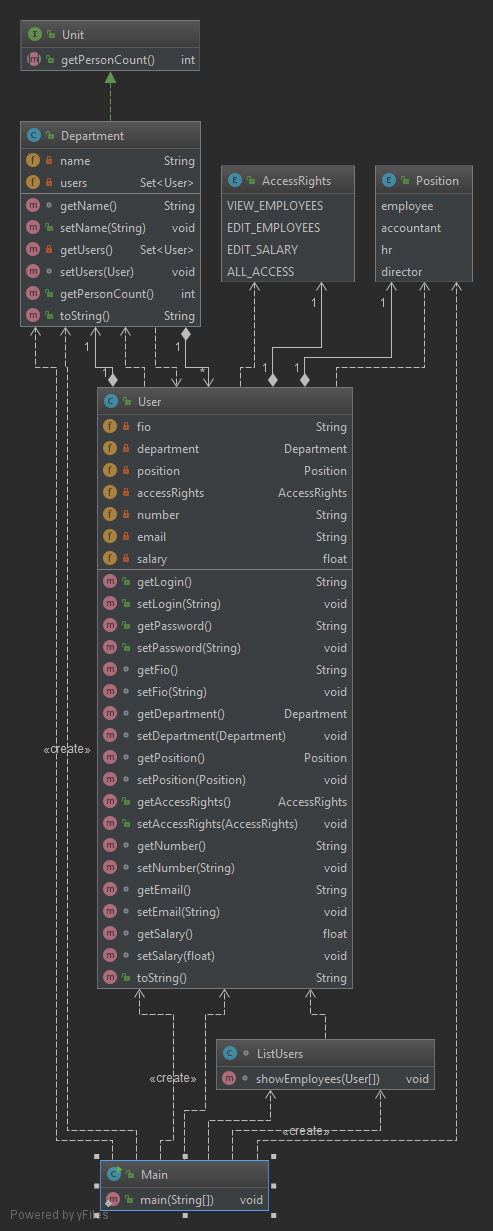 Unit
getPersonCount() int
Department
name String
users Set<User>
getName() String
setName(String) void
getUsers() Set<User>
setUsers(User) void
getPersonCount() int
toString() String
AccessRights
VIEW_EMPLOYEES
EDIT_EMPLOYEES
EDIT_SALARY
ALL_ACCESS
Position
employee
accountant
hr
director
1 1 1 1
1 * 1 1
User
fio String
department Department
position Position
accessRights AccessRights
number String
email String
salary float
getLogin() String
setLogin(String) void
getPassword() String
setPassword(String) void
getFio() String
setFio(String) void
getDepartment() Department
setDepartment(Department) void
getPosition() Position
setPosition(Position) void
getAccessRights() AccessRights
setAccessRights(AccessRights) void
getNumber() String
setNumber(String) void
getEmail() String
setEmail(String) void
getSalary() float
setSalary(float) void
toString() String
«create»
ListUsers
showEmployees(User[]) void
«create»
«create»
Main
main(String[]) void
Powered by yFiles